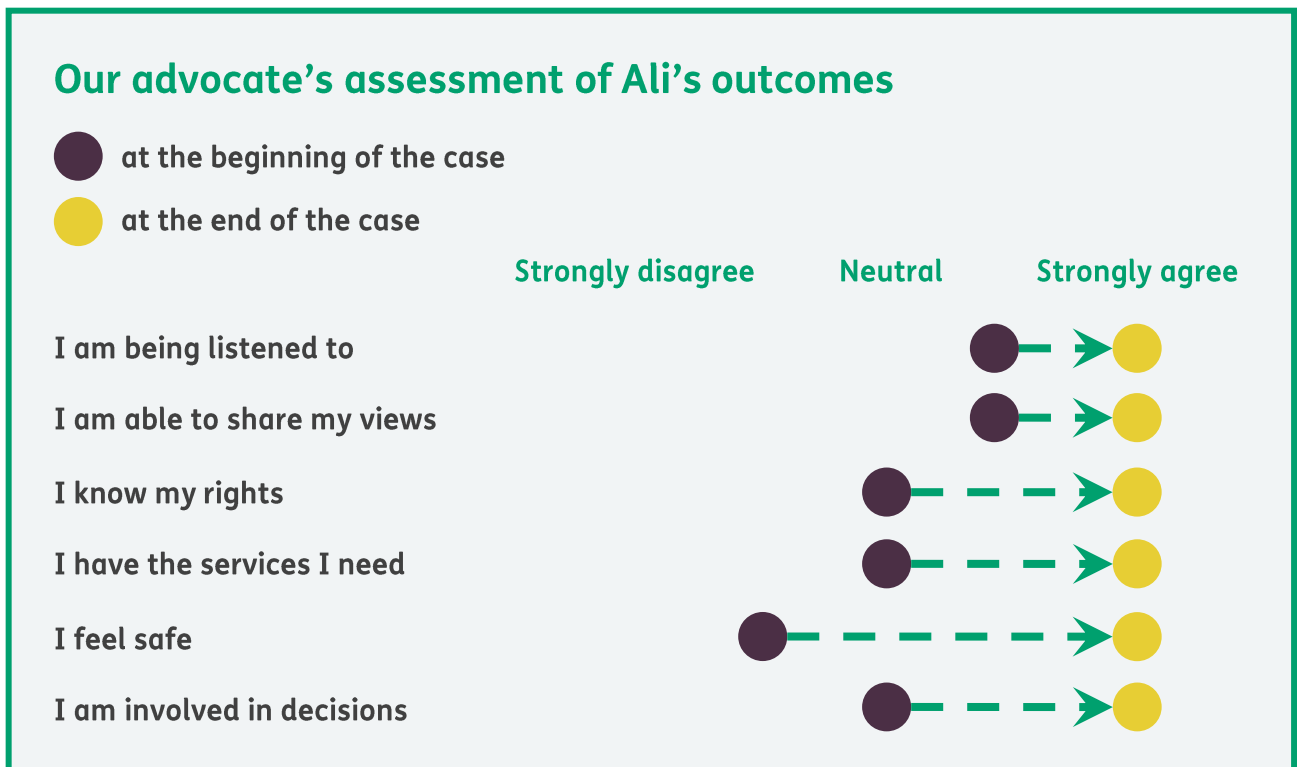 Our advocate’s assessment of Ali’s outcomes
at the beginning of the case
at the end of the case
Strongly disagree Neutral Strongly agree
I am being listened to
I am able to share my views
I know my rights
I have the services I need
I feel safe
I am involved in decisions